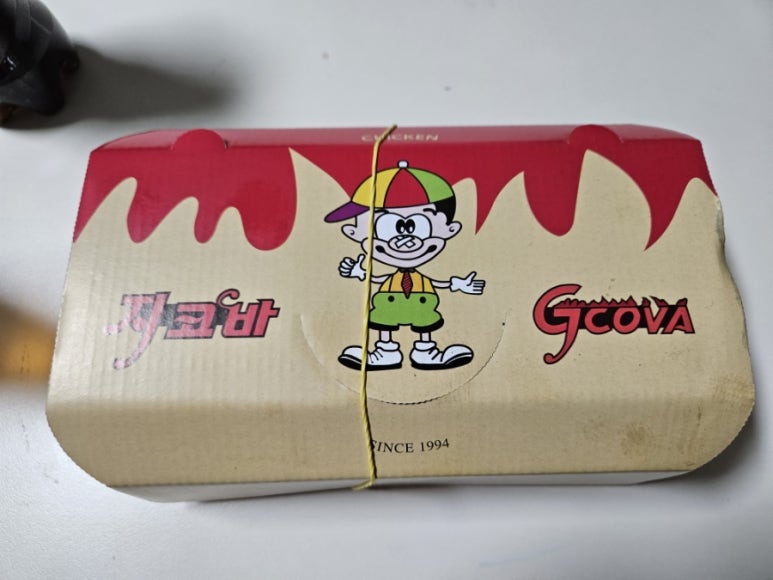 CHICKEN
지코바
GCOVA
SINCE 1994